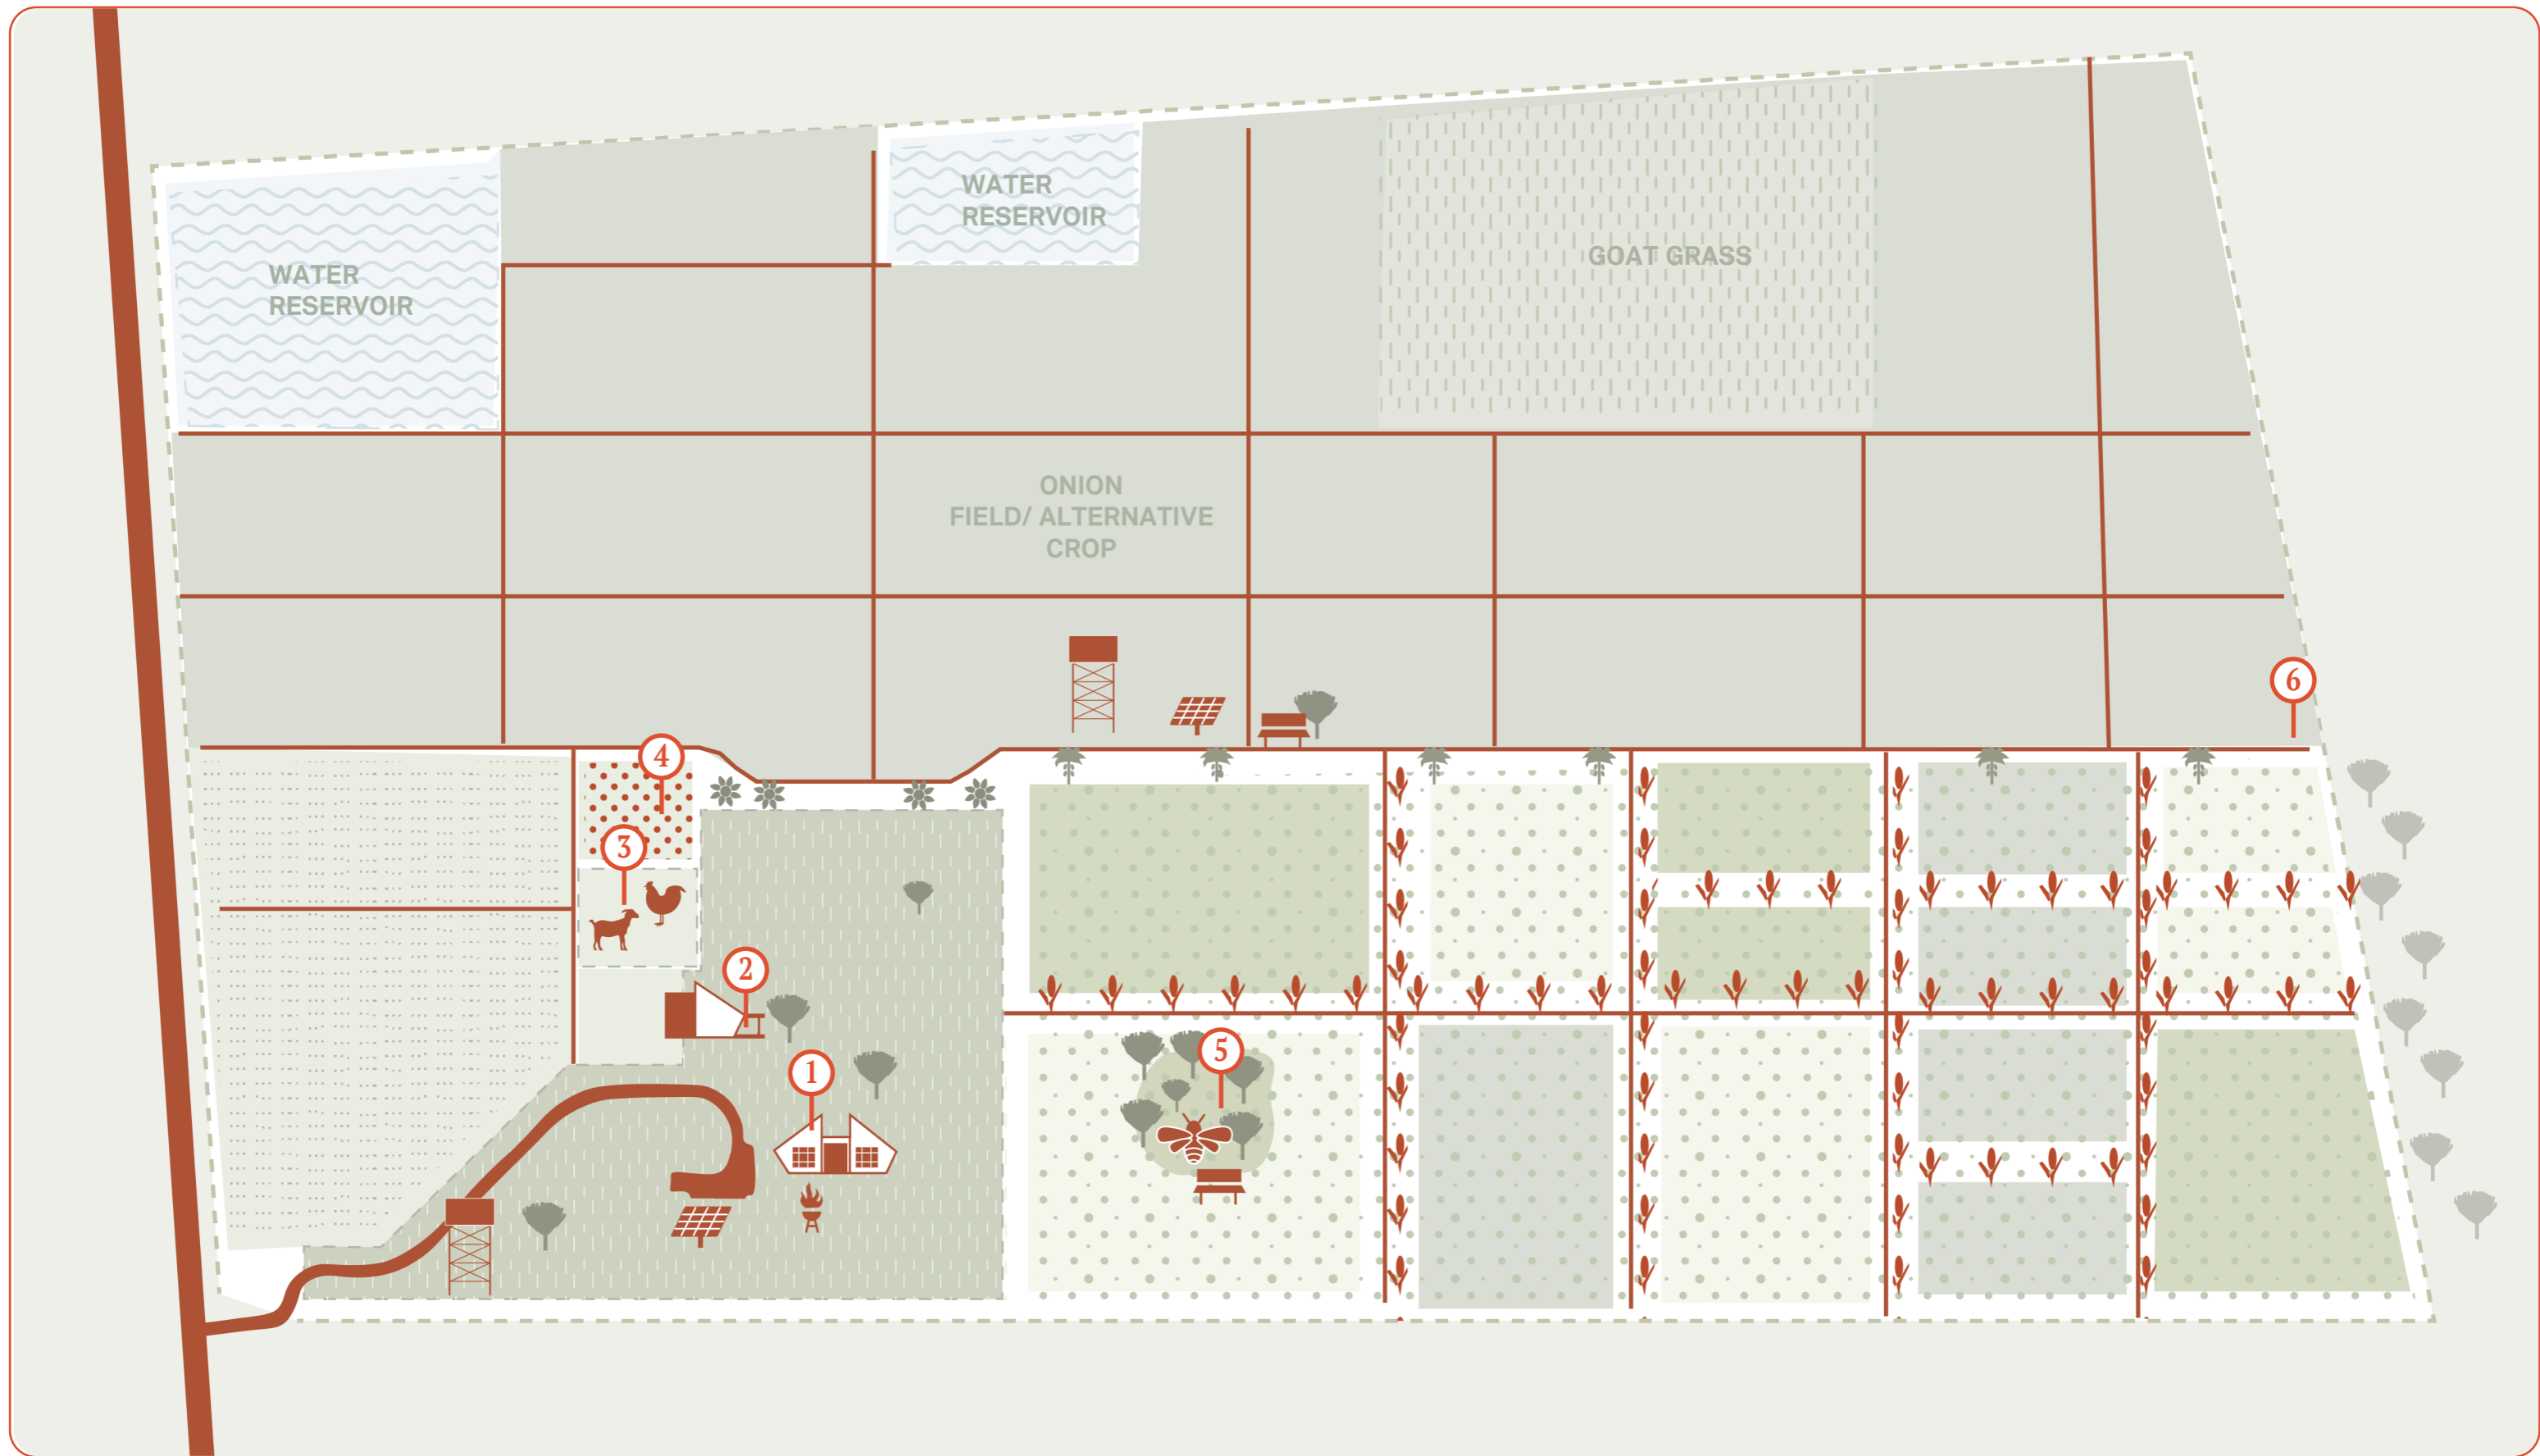 WATER
RESERVOIR
WATER
RESERVOIR
GOAT GRASS
ONION
FIELD/ ALTERNATIVE
CROP
6
4
3
2
5
1